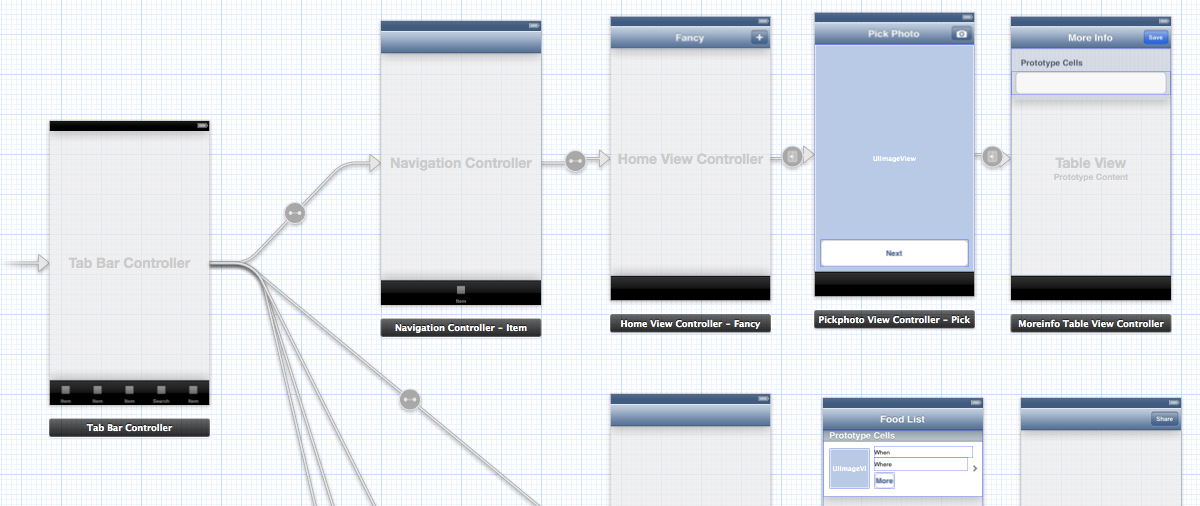 Tab Bar Controller
Item Item Item Search Item
Tab Bar Controller
Navigation Controller
Item
Navigation Controller - Item
Fancy +
Home View Controller
Home View Controller - Fancy
Pick Photo
UIImageView
Next
Pickphoto View Controller - Pick
More Info Save
Prototype Cells
Table View
Prototype Content
Moreinfo Table View Controller
Food List
Prototype Cells
UIImageVi
When
Where
More
Share